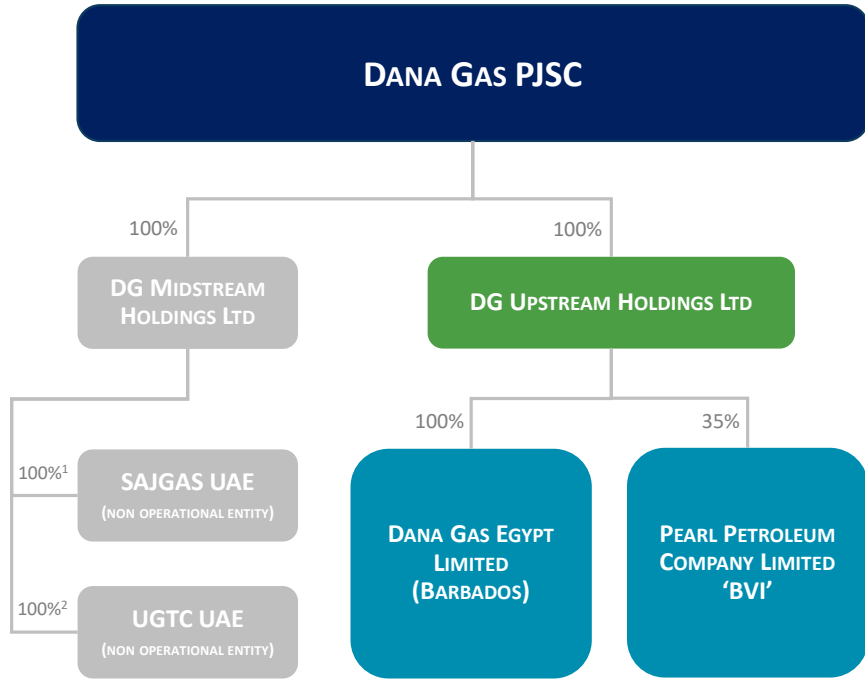 Dana Gas PJSC
100%
100%
DG Midstream
Holdings Ltd
DG Upstream Holdings Ltd
100%
35%
100%1
SAJGAS UAE
(non operational entity)
Dana Gas Egypt
Limited
(Barbados)
Pearl Petroleum
Company Limited
‘BVI’
100%2
UGTC UAE
(non operational entity)